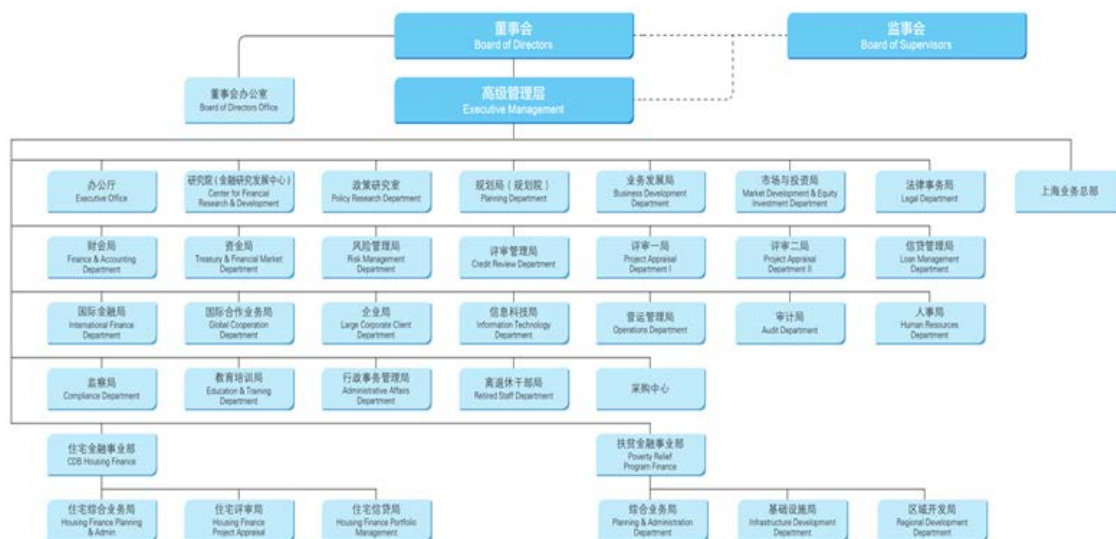 董事会
Board of Directors
监事会
Board of Supervisors
董事会办公室
Board of Directors Office
高级管理层
Executive Management
办公厅
Executive Office
研究院（金融研究发展中心）
Center for Financial
Research & Development
政策研究室
Policy Research Department
规划局（规划院）
Planning Department
业务发展局
Business Development
Department
市场与投资局
Market Development & Equity
Investment Department
法律事务局
Legal Department
上海业务总部
财会局
Finance & Accounting
Department
资金局
Treasury & Financial Market
Department
风险管理局
Risk Management
Department
评审管理局
Credit Review Department
评审一局
Project Appraisal
Department I
评审二局
Project Appraisal
Department II
信贷管理局
Loan Management
Department
国际金融局
International Finance
Department
国际合作业务局
Global Cooperation
Department
企业局
Large Corporate Client
Department
信息科技局
Information Technology
Department
营运管理局
Operations Department
审计局
Audit Department
人事局
Human Resources
Department
监察局
Compliance Department
教育培训局
Education & Training
Department
行政事务管理局
Administrative Affairs
Department
离退休干部局
Retired Staff Department
采购中心
住宅金融事业部
CDB Housing Finance
扶贫金融事业部
Poverty Relief
Program Finance
住宅综合业务局
Housing Finance Planning
& Admin
住宅评审局
Housing Finance
Project Appraisal
住宅信贷局
Housing Finance Portfolio
Management
综合业务局
Planning & Administration
Department
基础设施局
Infrastructure Development
Department
区域开发局
Regional Development
Department